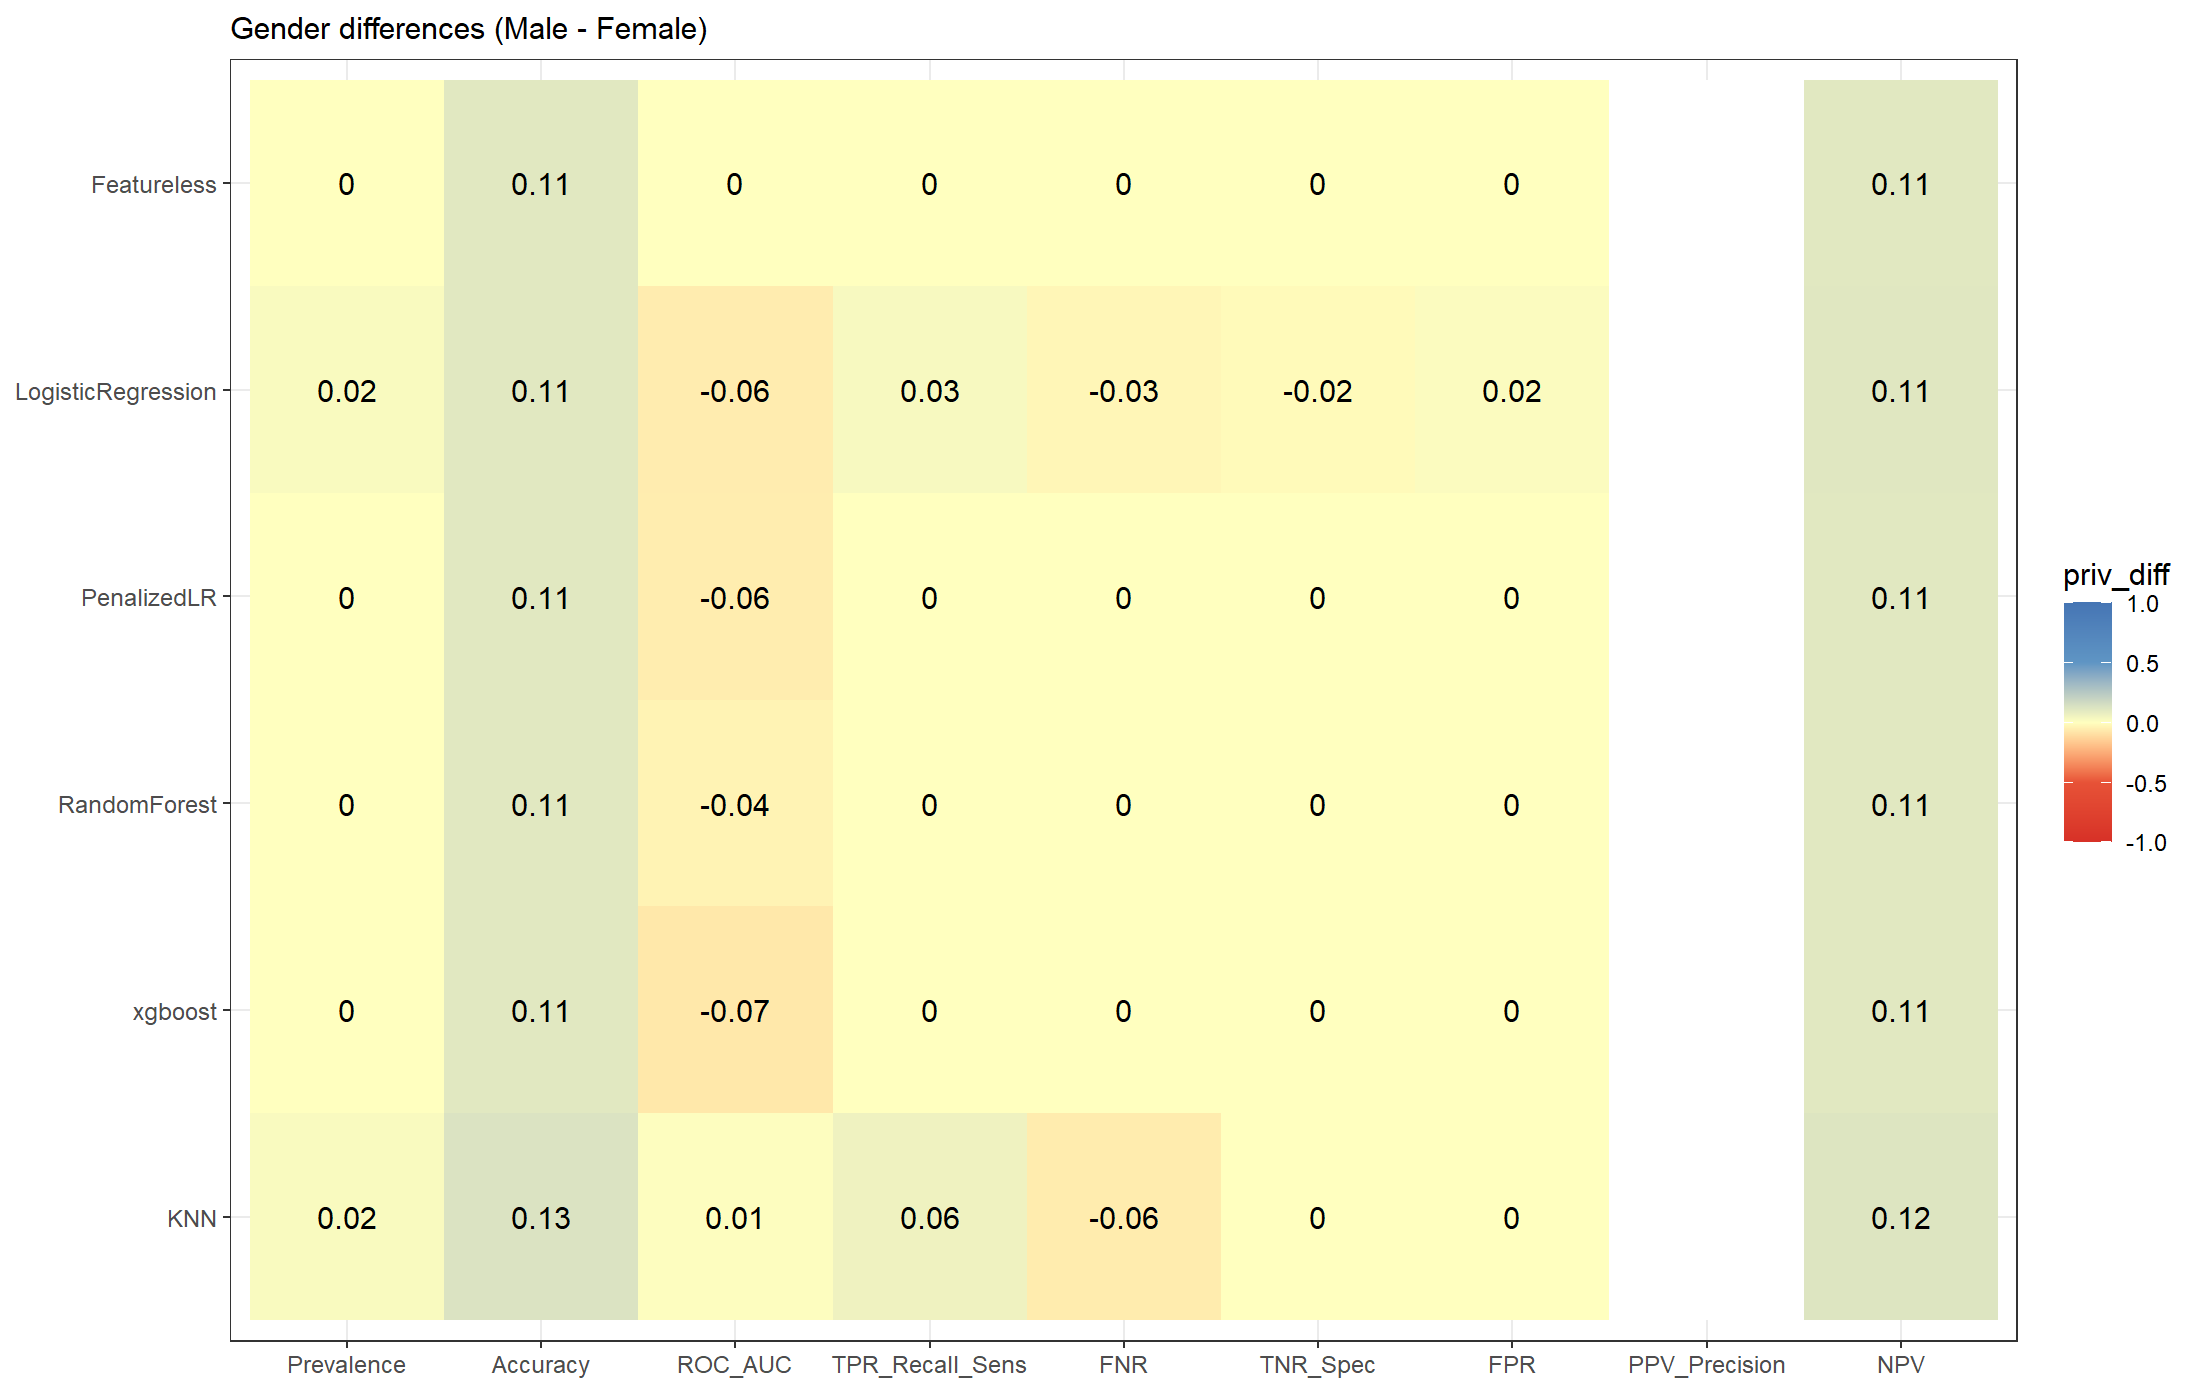 Gender differences (Male - Female)
Featureless 0 0.11 0 0 0 0 0 0.11
LogisticRegression 0.02 0.11 -0.06 0.03 -0.03 -0.02 0.02 0.11
PenalizedLR 0 0.11 -0.06 0 0 0 0 0.11
RandomForest 0 0.11 -0.04 0 0 0 0 0.11
xgboost 0 0.11 -0.07 0 0 0 0 0.11
KNN 0.02 0.13 0.01 0.06 -0.06 0 0 0.12
Prevalence Accuracy ROC_AUC TPR_Recall_Sens FNR TNR_Spec FPR PPV_Precision NPV
priv_diff
1.0
0.5
0.0
-0.5
-1.0